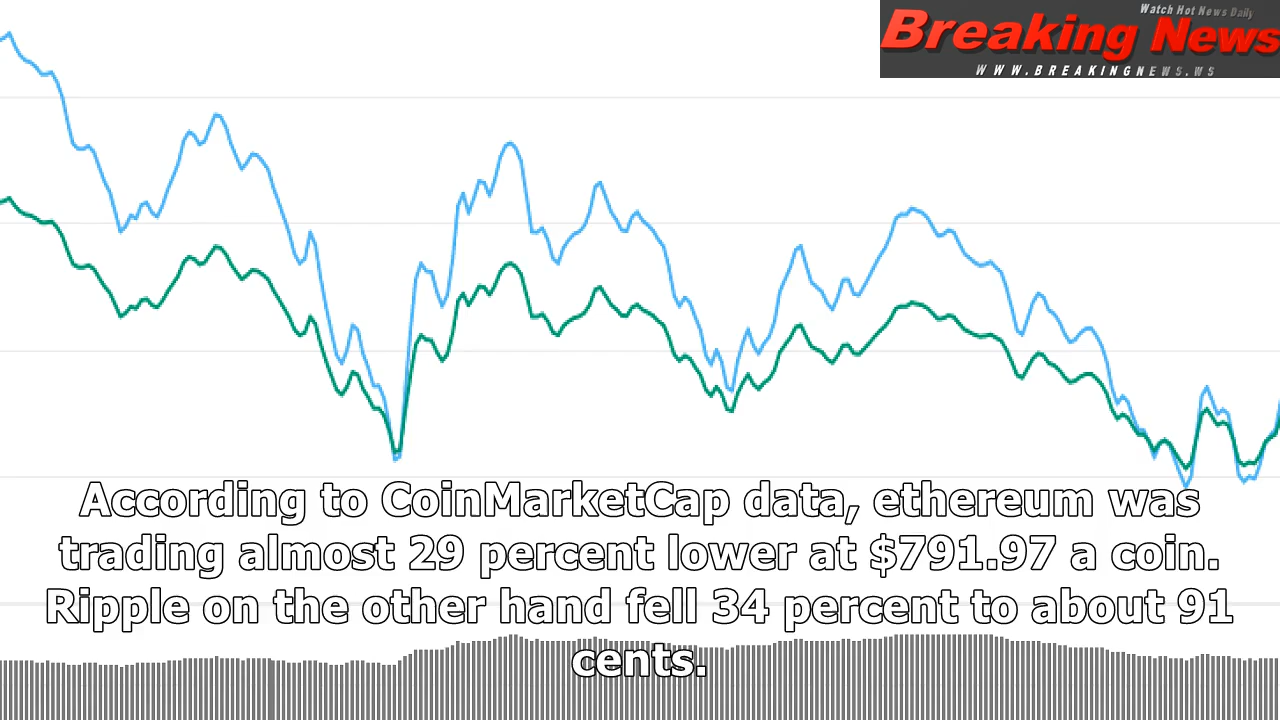 Watch Hot News Daily
Breaking News
WWW.BREAKINGNEWS.WS
According to CoinMarketCap data, ethereum was
trading almost 29 percent lower at $791.97 a coin.
Ripple on the other hand fell 34 percent to about 91
cents.